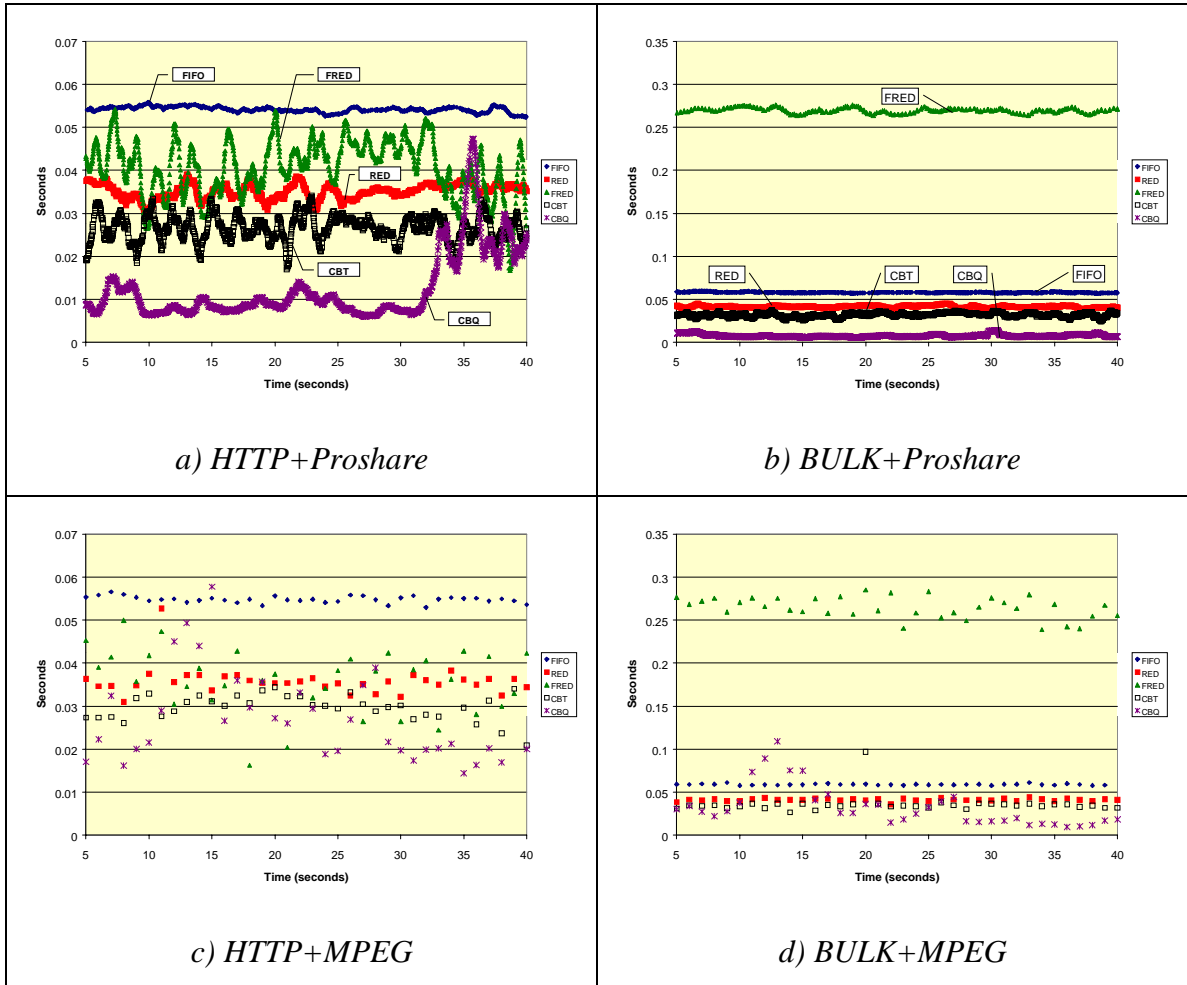 0.07
0.06
0.05
0.04
0.03
0.02
0.01
0
Seconds
5 10 15 20 25 30 35 40
Time (seconds)
FIFO
FRED
RED
CBT
CBQ
FIFO
RED
FRED
CBT
CBQ
a) HTTP+Proshare
0.35
0.3
0.25
0.2
0.15
0.1
0.05
0
Seconds
5 10 15 20 25 30 35 40
Time (seconds)
FRED
RED
CBT
CBQ
FIFO
FIFO
RED
FRED
CBT
CBQ
b) BULK+Proshare
0.07
0.06
0.05
0.04
0.03
0.02
0.01
0
Seconds
5 10 15 20 25 30 35 40
Time (seconds)
FIFO
RED
FRED
CBT
CBQ
c) HTTP+MPEG
0.35
0.3
0.25
0.2
0.15
0.1
0.05
0
Seconds
5 10 15 20 25 30 35 40
Time (seconds)
FIFO
RED
FRED
CBT
CBQ
d) BULK+MPEG